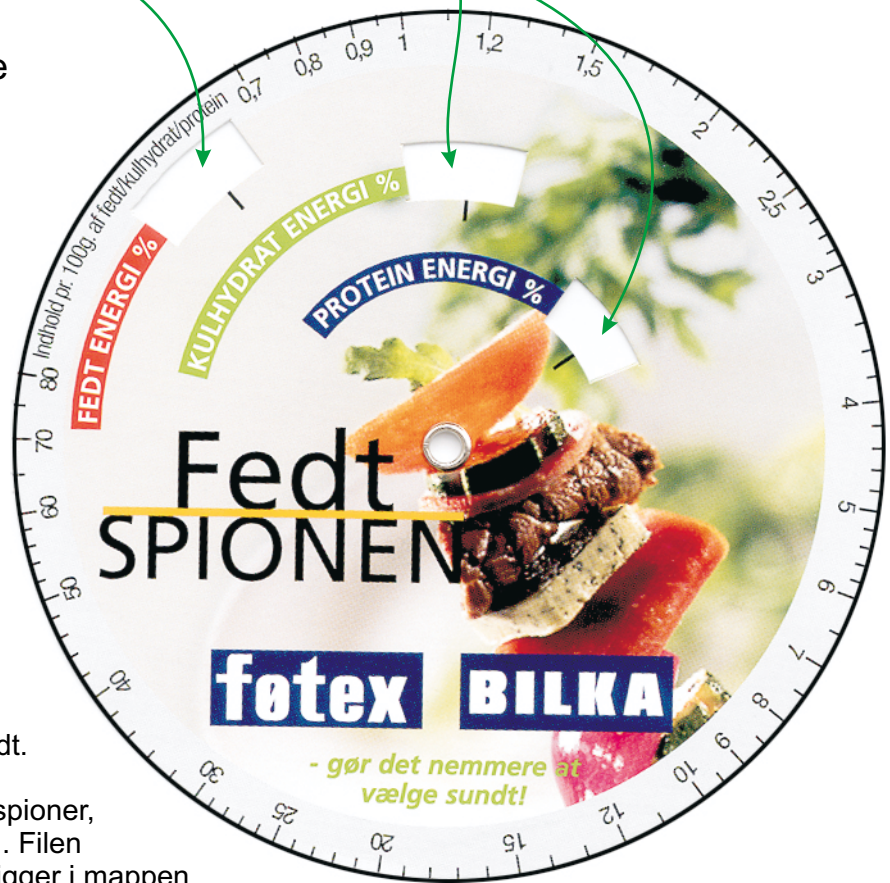 e
Indhold pr. 100g. af fedt/kulhydrat/protein
0,7
0,8
0,9
1
1,2
1,5
2
2,5
3
4
5
6
7
8
9
10
12
15
20
25
30
40
50
60
70
80
FEDT ENERGI %
KULHYDRAT ENERGI %
PROTEIN ENERGI %
Fedt
SPIONEN
føtex BILKA
- gør det nemmere at
vælge sundt!
dt.
spioner,
. Filen
igger i mappen